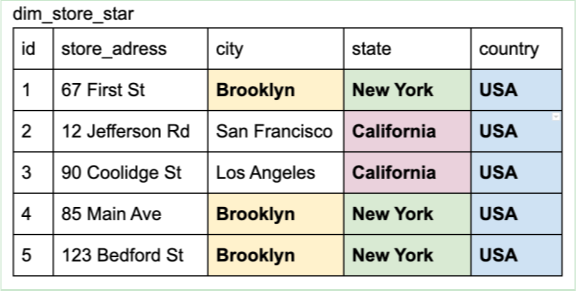 dim_store_star
id store_adress city state country
1 67 First St Brooklyn New York USA
2 12 Jefferson Rd San Francisco California USA
3 90 Coolidge St Los Angeles California USA
4 85 Main Ave Brooklyn New York USA
5 123 Bedford St Brooklyn New York USA